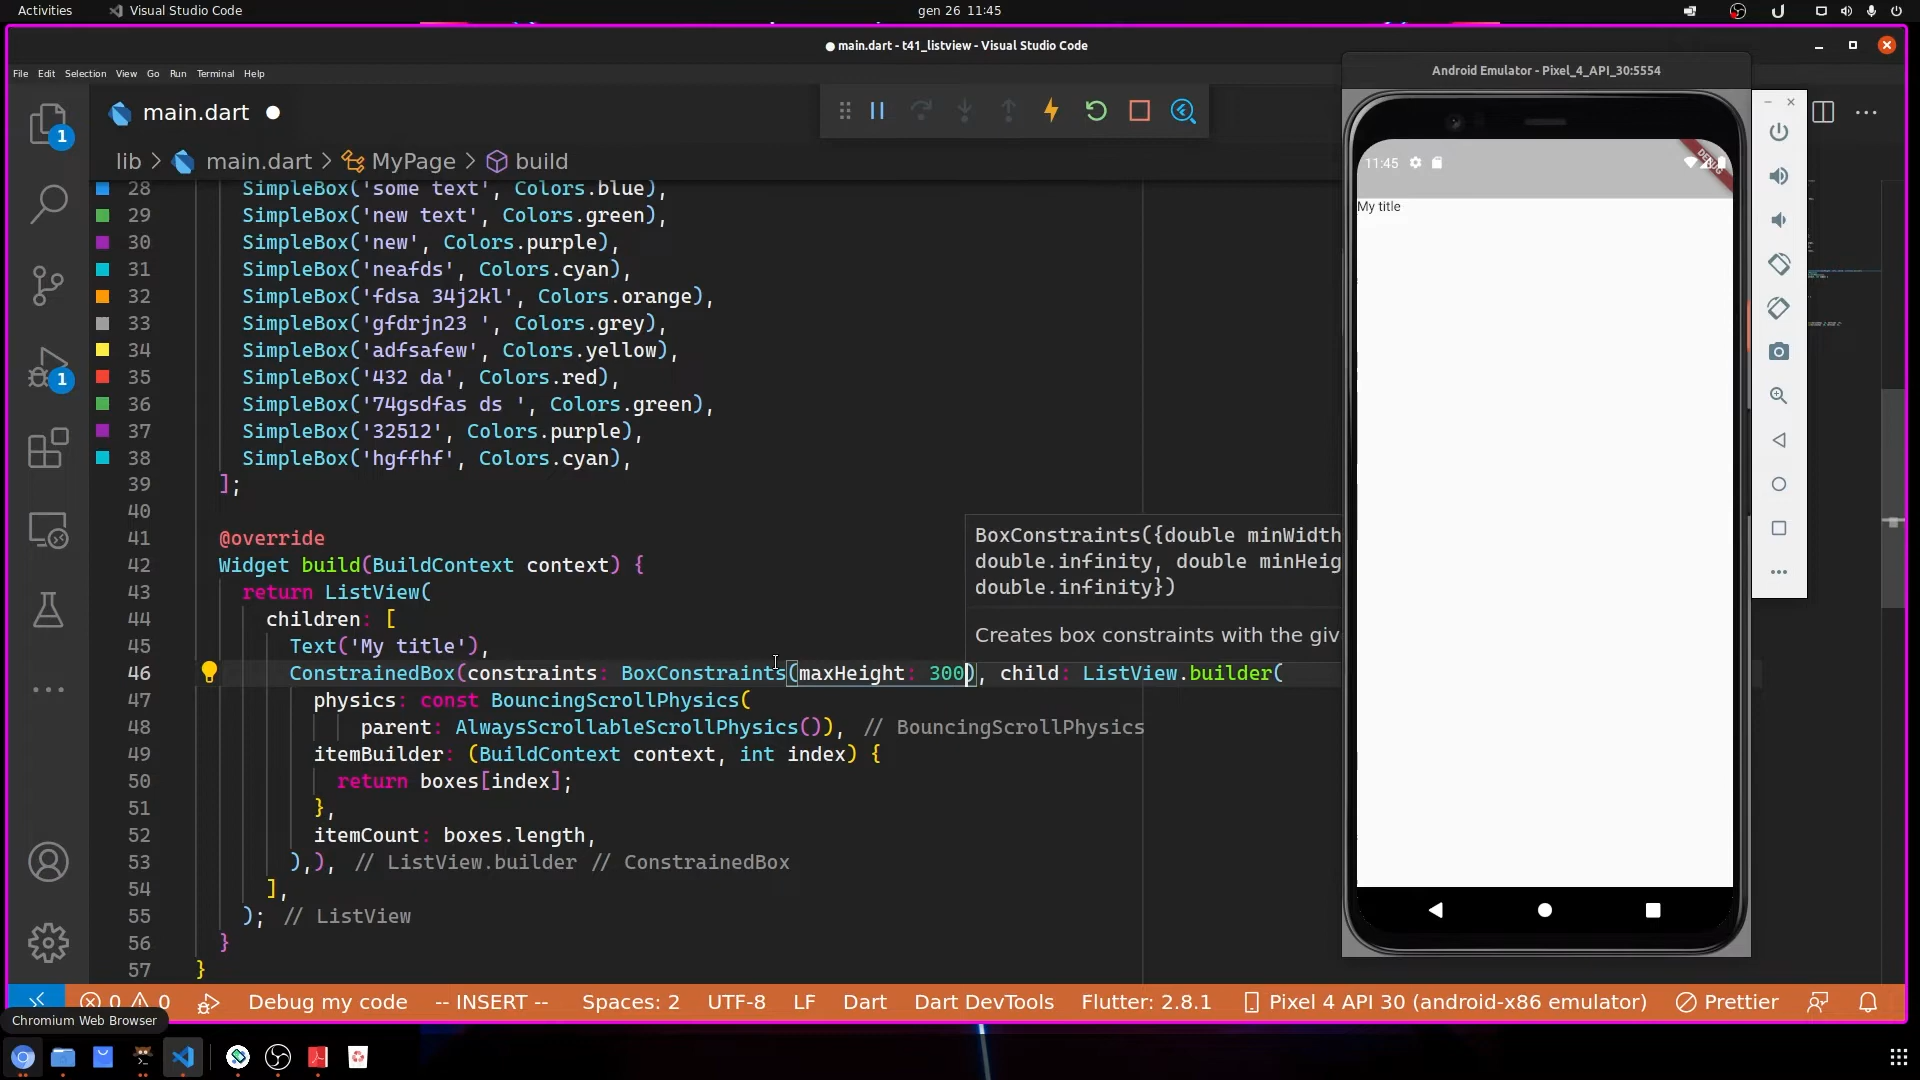 Activities
Visual Studio Code
gen 26 11:45
● main.dart - t41_listview - Visual Studio Code
File Edit Selection View Go Run Terminal Help
Android Emulator - Pixel_4_API_30:5554
main.dart
lib > main.dart > MyPage > build
28 SimpleBox('some text', Colors.blue),
29 SimpleBox('new text', Colors.green),
30 SimpleBox('new', Colors.purple),
31 SimpleBox('neafds', Colors.cyan),
32 SimpleBox('fdsa 34j2kl', Colors.orange),
33 SimpleBox('gfdrjn23 ', Colors.grey),
34 SimpleBox('adfsafew', Colors.yellow),
35 SimpleBox('432 da', Colors.red),
36 SimpleBox('74gsdfas ds ', Colors.green),
37 SimpleBox('32512', Colors.purple),
38 SimpleBox('hgffhf', Colors.cyan),
39 ];
40
41 @override
42 Widget build(BuildContext context) {
43 return ListView(
44 children: [
45 Text('My title'),
46 ConstrainedBox(constraints: BoxConstraints(maxHeight: 300), child: ListView.builder(
47 physics: const BouncingScrollPhysics(
48 parent: AlwaysScrollableScrollPhysics()), // BouncingScrollPhysics
49 itemBuilder: (BuildContext context, int index) {
50 return boxes[index];
51 },
52 itemCount: boxes.length,
53 ),), // ListView.builder // ConstrainedBox
54 ],
55 ); // ListView
56 }
57 }
BoxConstraints({double minWidth
double.infinity, double minHeig
double.infinity})
Creates box constraints with the giv
1
1
11:45
DEBUG
My title
0 0
Debug my code
-- INSERT --
Spaces: 2
UTF-8
LF
Dart
Dart DevTools
Flutter: 2.8.1
Pixel 4 API 30 (android-x86 emulator)
Prettier
Chromium Web Browser